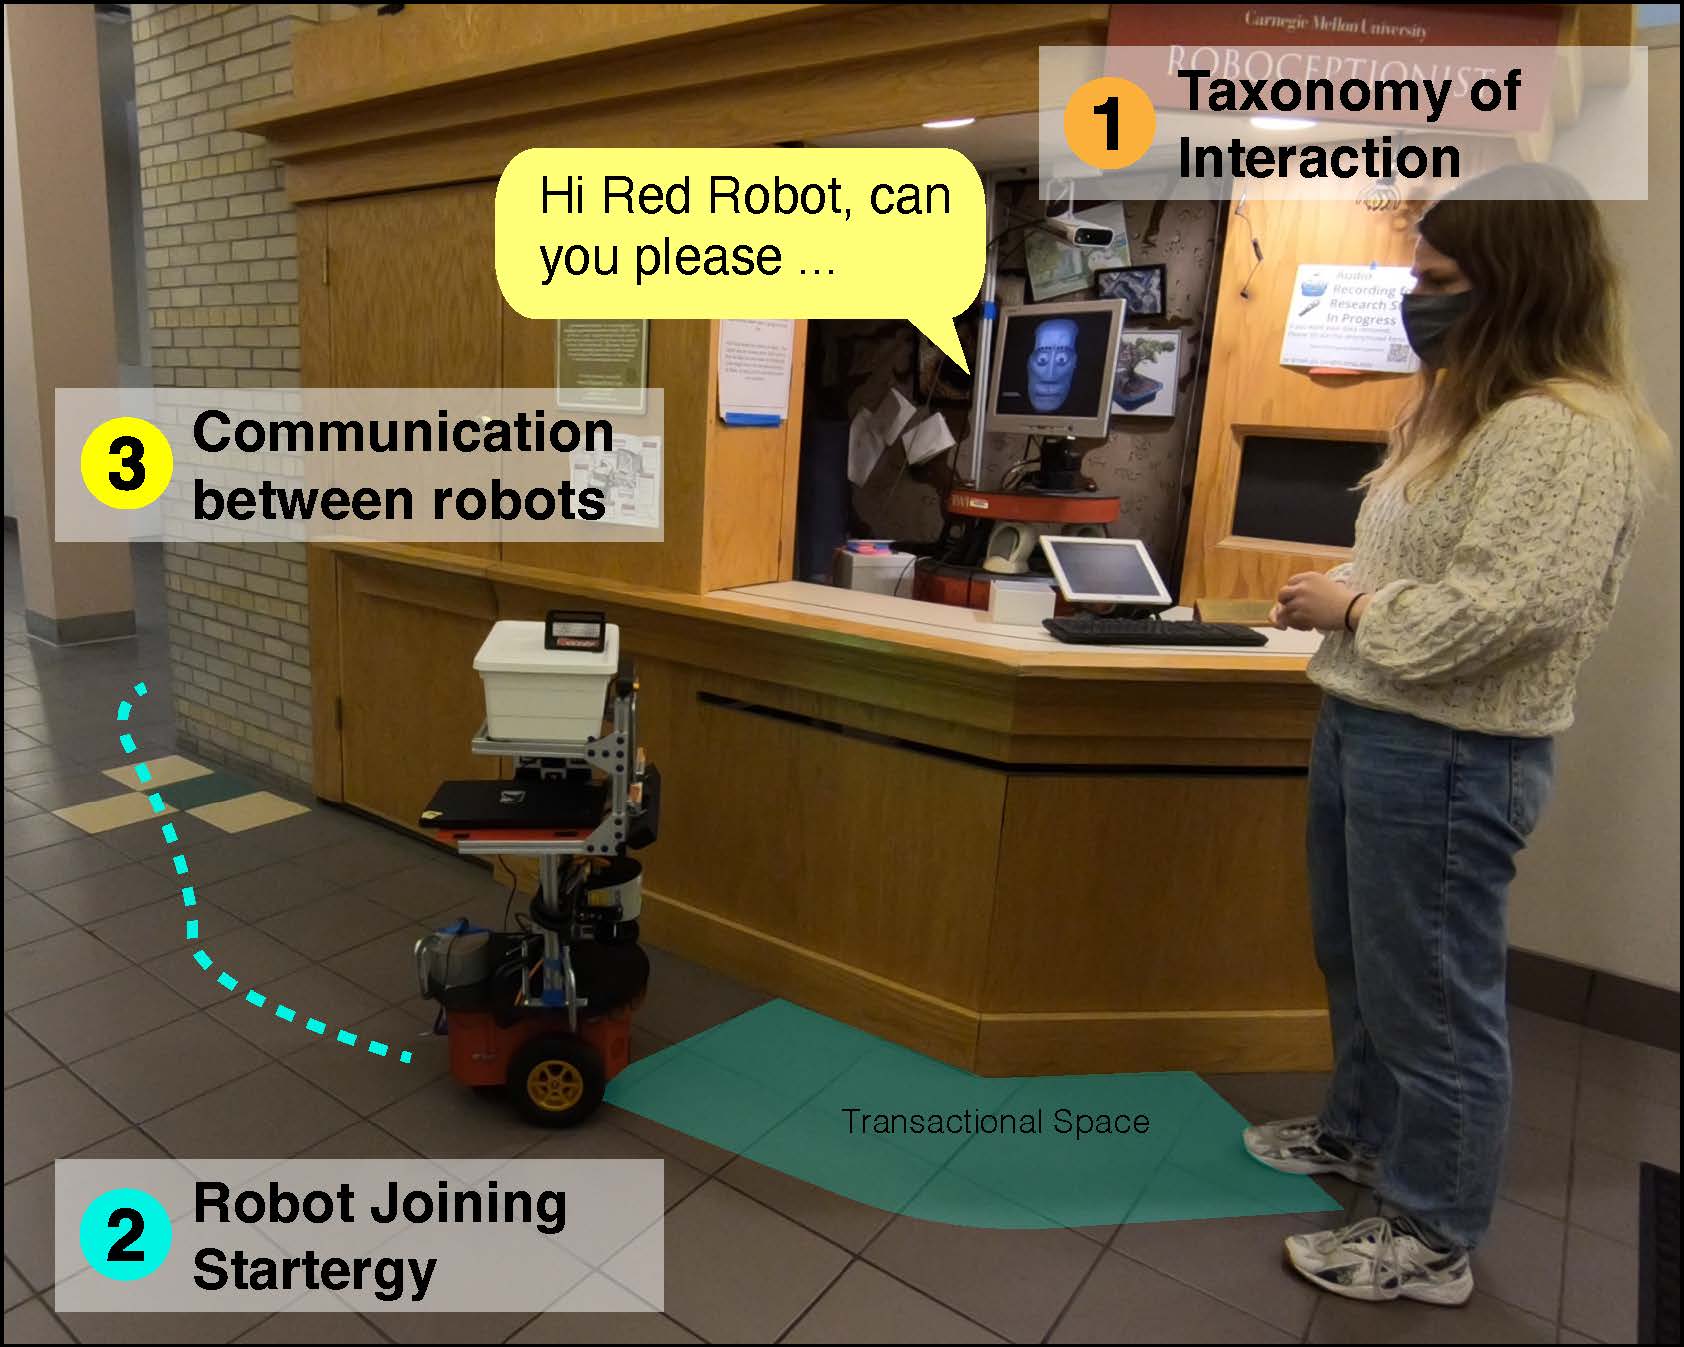 Carnegie Mellon University
ROBOCEPTIONIST
1 Taxonomy of
Interaction
Hi Red Robot, can
you please ...
Audio
Recording
Research
In Progress
3 Communication
between robots
Transactional Space
2 Robot Joining
Startergy